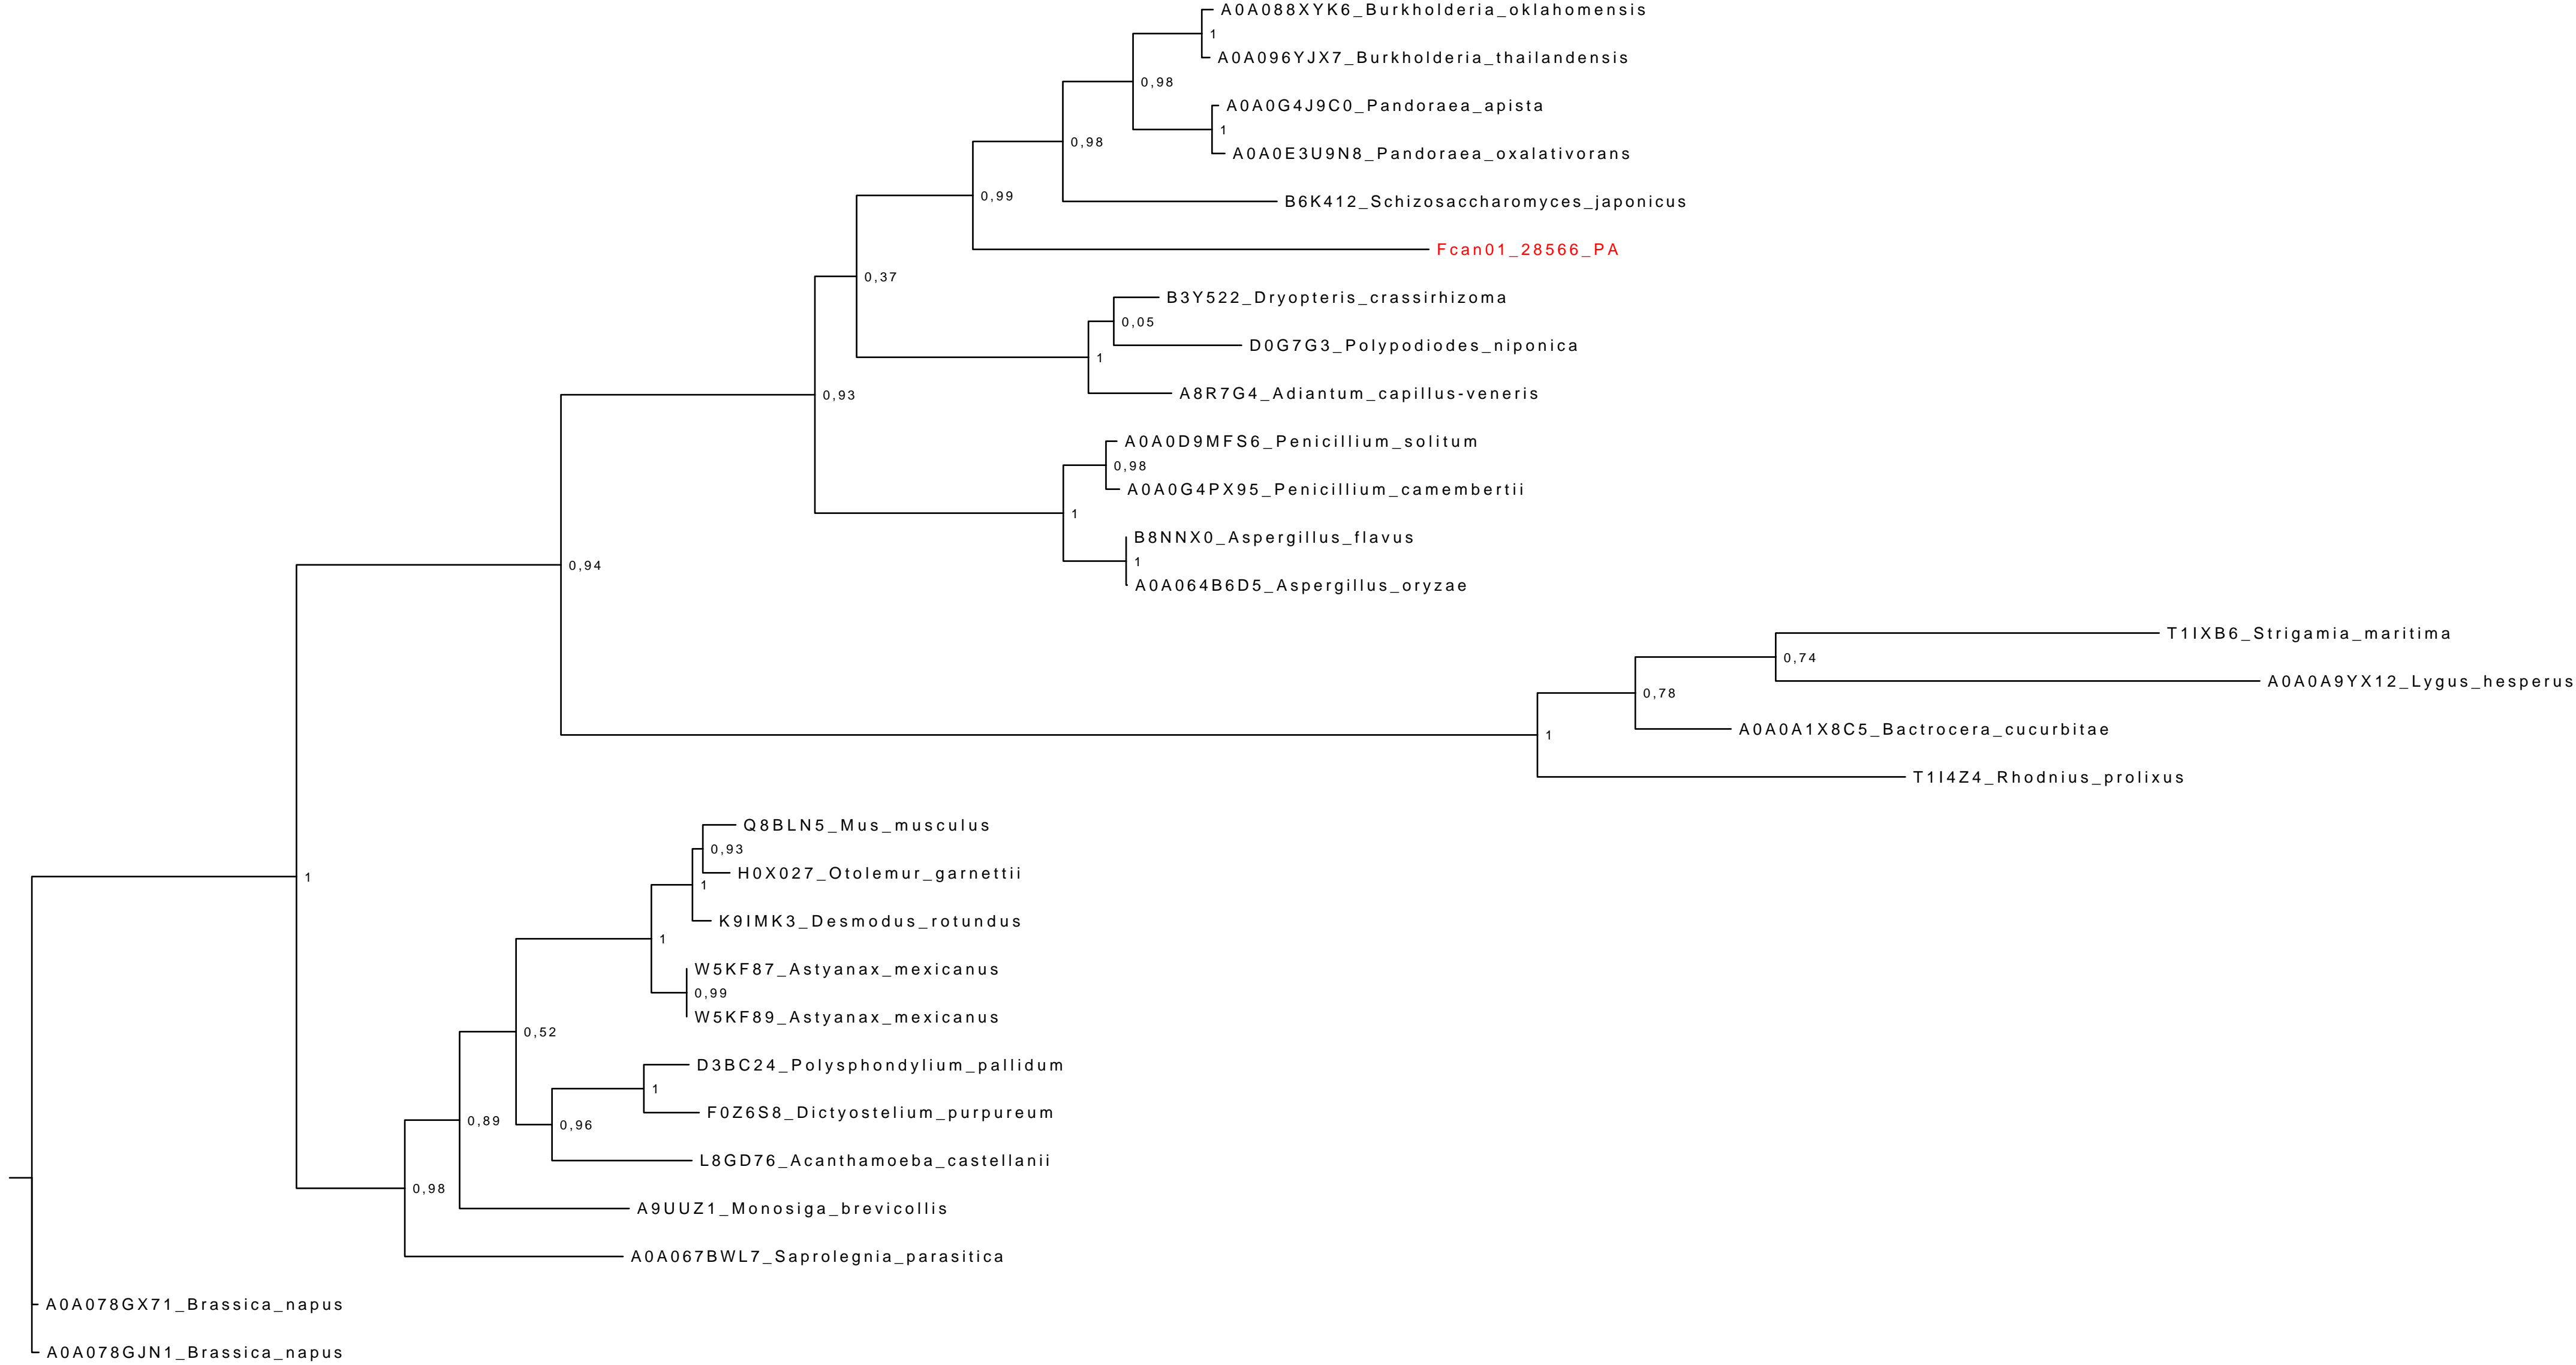 A0A088XYK6_Burkholderia_oklahomensis
1
A0A096YJX7_Burkholderia_thailandensis
0,98
A0A0G4J9C0_Pandoraea_apista
1
0,98
A0A0E3U9N8_Pandoraea_oxalativorans
0,99
B6K412_Schizosaccharomyces_japonicus
Fcan01_28566_PA
0,37
B3Y522_Dryopteris_crassirhizoma
0,05
D0G7G3_Polypodiodes_niponica
1
A8R7G4_Adiantum_capillus-veneris
0,93
A0A0D9MFS6_Penicillium_solitum
0,98
A0A0G4PX95_Penicillium_camembertii
1
B8NNX0_Aspergillus_flavus
1
0,94
A0A064B6D5_Aspergillus_oryzae
T1IXB6_Strigamia_maritima
0,74
A0A0A9YX12_Lygus_hesperus
0,78
A0A0A1X8C5_Bactrocera_cucurbitae
1
T1I4Z4_Rhodnius_prolixus
Q8BLN5_Mus_musculus
0,93
H0X027_Otolemur_garnettii
1
1
K9IMK3_Desmodus_rotundus
1
W5KF87_Astyanax_mexicanus
0,99
W5KF89_Astyanax_mexicanus
0,52
D3BC24_Polysphondylium_pallidum
1
F0Z6S8_Dictyostelium_purpureum
0,89
0,96
L8GD76_Acanthamoeba_castellanii
0,98
A9UUZ1_Monosiga_brevicollis
A0A067BWL7_Saprolegnia_parasitica
A0A078GX71_Brassica_napus
A0A078GJN1_Brassica_napus